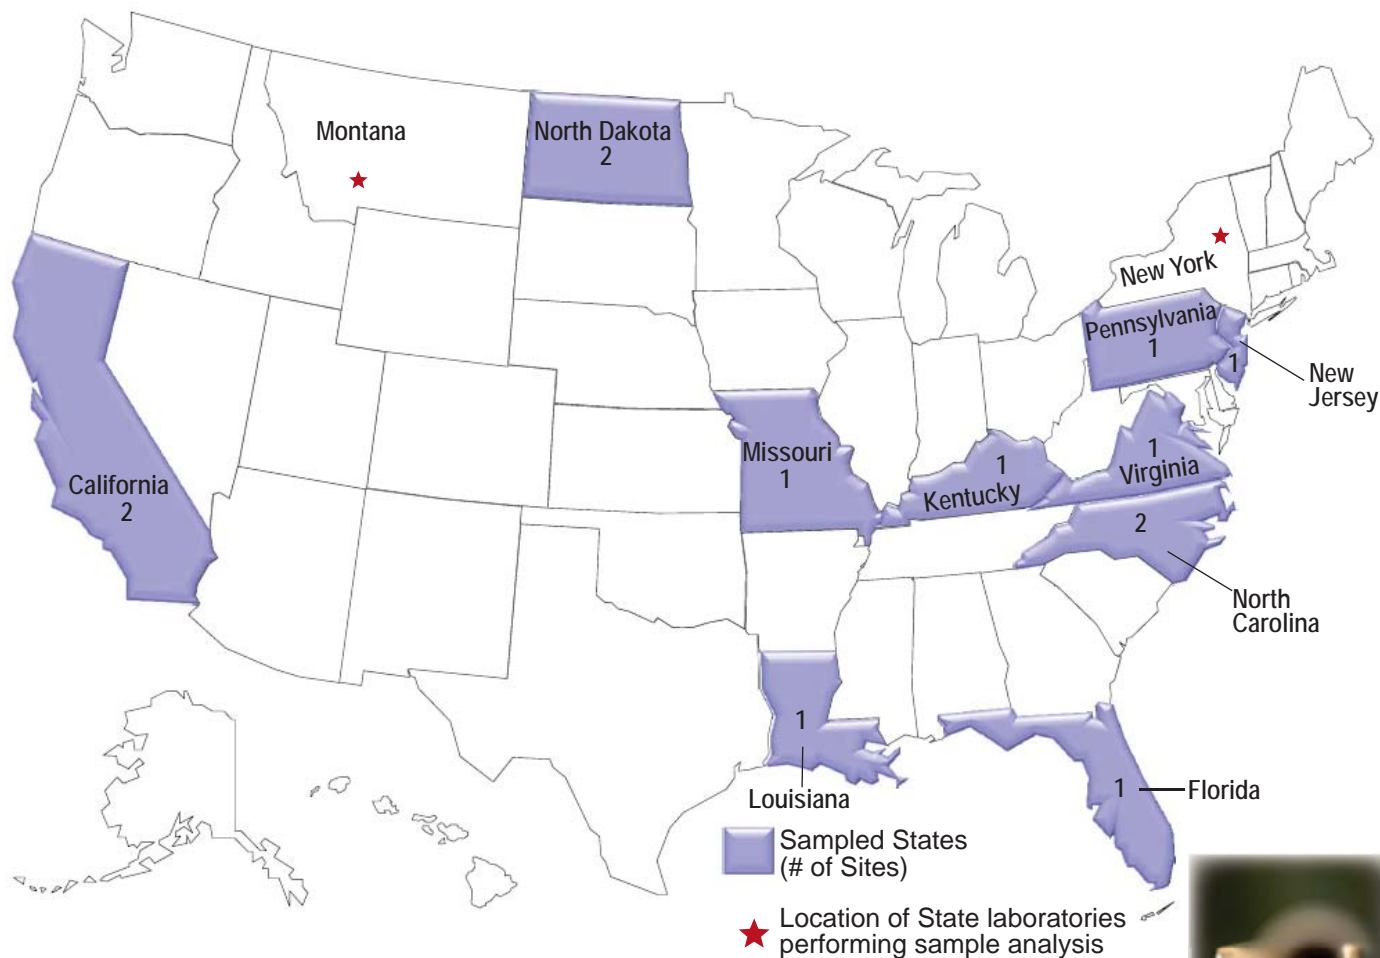 Montana
North Dakota
2
New York
Pennsylvania
1
1
New
Jersey
Missouri
1
1
Kentucky
1
Virginia
California
2
2
North
Carolina
1
Louisiana
1
Florida
Sampled States
(# of Sites)
Location of State laboratories
performing sample analysis